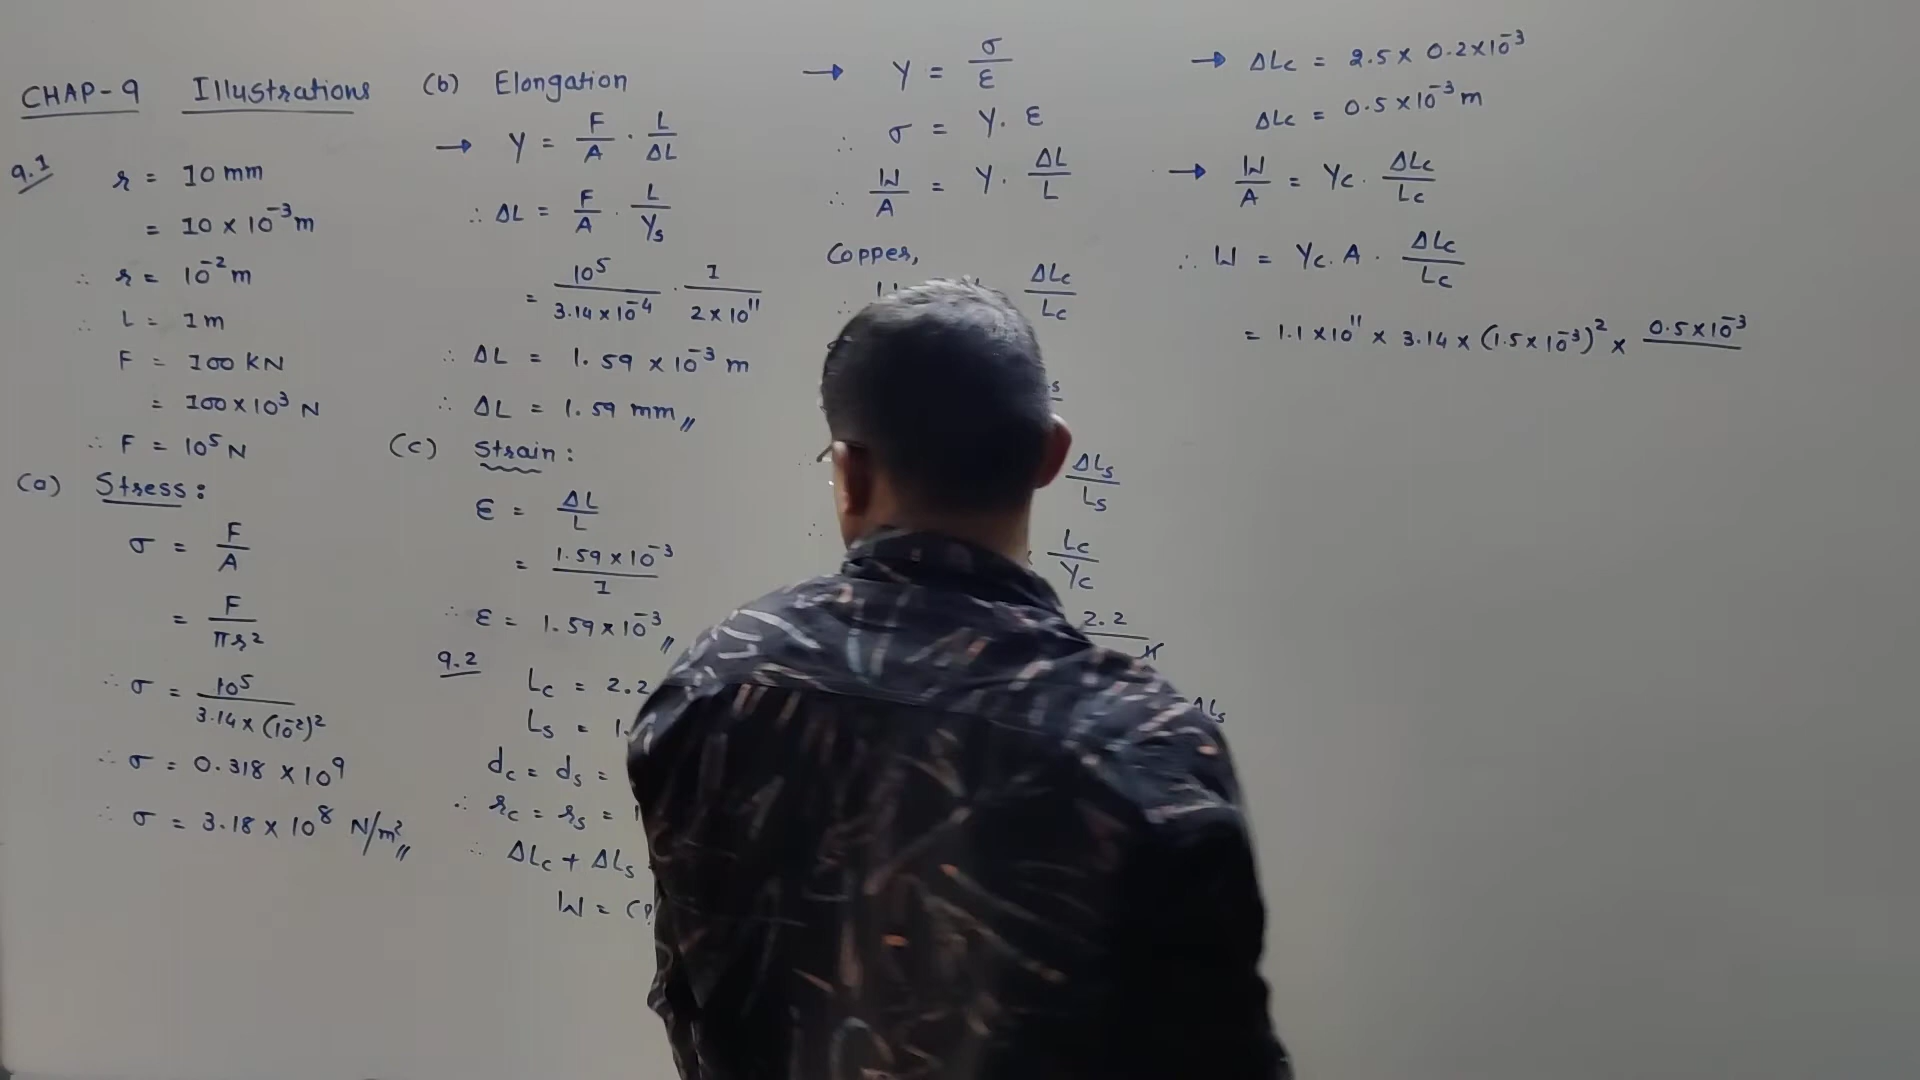 CHAP-9 Illustrations
9.1 r = 10 mm
= 10 × 10⁻³ m
∴ r = 10⁻² m
∴ L = 1 m
F = 100 KN
= 100 × 10³ N
∴ F = 10⁵ N
(a) Stress:
σ = F/A
= F/πr²
∴ σ = 10⁵/3.14 × (10⁻²)²
∴ σ = 0.318 × 10⁹
∴ σ = 3.18 × 10⁸ N/m²,,
(b) Elongation
→ Y = F/A · L/ΔL
∴ ΔL = F/A · L/Ys
= 10⁵/3.14 × 10⁻⁴ · 1/2 × 10¹¹
∴ ΔL = 1.59 × 10⁻³ m
∴ ΔL = 1.59 mm,,
(c) Strain:
ε = ΔL/L
= 1.59 × 10⁻³/1
∴ ε = 1.59 × 10⁻³,,
9.2 Lc = 2.2
Ls = 1.
dc = ds =
∴ rc = rs = 1
∴ ΔLc + ΔLs
W =
→ Y = σ/ε
∴ σ = Y. ε
∴ W/A = Y. ΔL/L
Copper,
∴ ΔLc/Lc
ΔLs/Ls
Lc/Yc
2.2
ΔLs
→ ΔLc = 2.5 × 0.2 × 10⁻³
ΔLc = 0.5 × 10⁻³ m
→ W/A = Yc. ΔLc/Lc
∴ W = Yc. A. ΔLc/Lc
= 1.1 × 10¹¹ × 3.14 × (1.5 × 10⁻³)² × 0.5 × 10⁻³